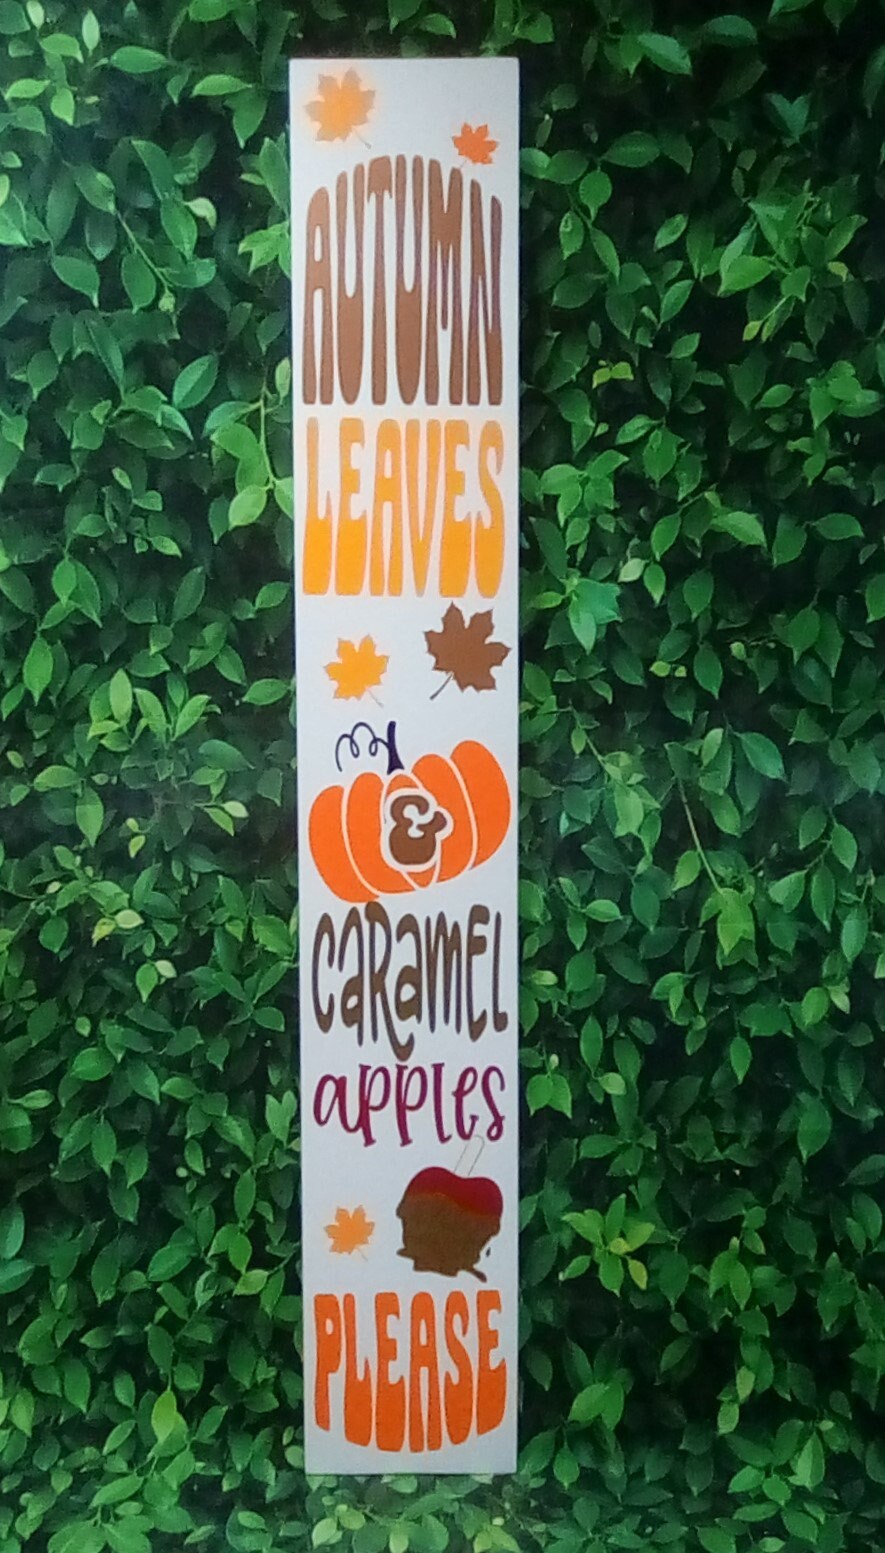 AUTUMN
LEAVES
&
CARAMEL
apples
PLEASE